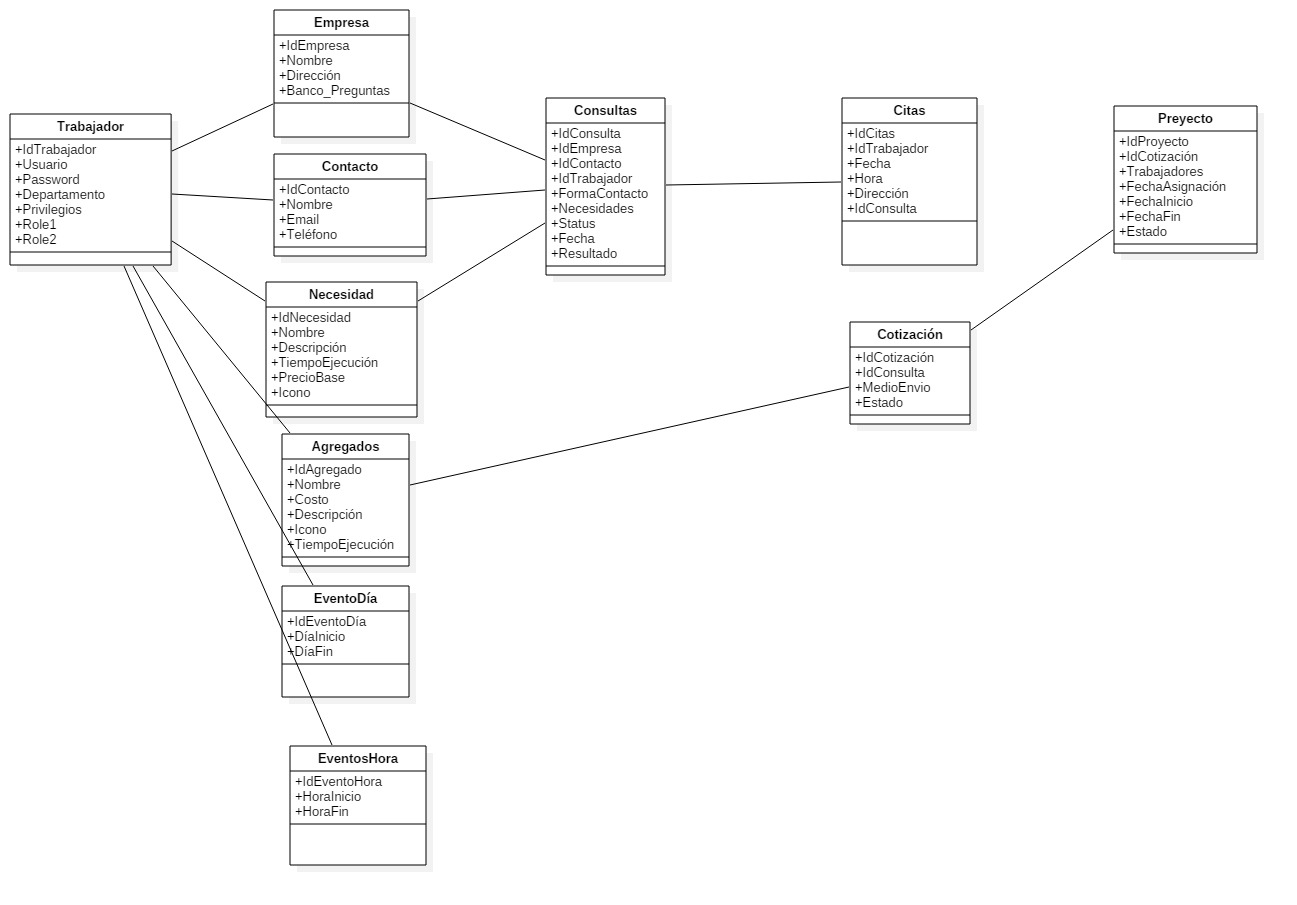 Empresa
+IdEmpresa
+Nombre
+Dirección
+Banco_Preguntas
Trabajador
+IdTrabajador
+Usuario
+Password
+Departamento
+Privilegios
+Role1
+Role2
Contacto
+IdContacto
+Nombre
+Email
+Teléfono
Necesidad
+IdNecesidad
+Nombre
+Descripción
+TiempoEjecución
+PrecioBase
+Icono
Agregados
+IdAgregado
+Nombre
+Costo
+Descripción
+Icono
+TiempoEjecución
EventoDía
+IdEventoDía
+DíaInicio
+DíaFin
EventosHora
+IdEventoHora
+HoraInicio
+HoraFin
Consultas
+IdConsulta
+IdEmpresa
+IdContacto
+IdTrabajador
+FormaContacto
+Necesidades
+Status
+Fecha
+Resultado
Citas
+IdCitas
+IdTrabajador
+Fecha
+Hora
+Dirección
+IdConsulta
Cotización
+IdCotización
+IdConsulta
+MedioEnvio
+Estado
Preyecto
+IdProyecto
+IdCotización
+Trabajadores
+FechaAsignación
+FechaInicio
+FechaFin
+Estado